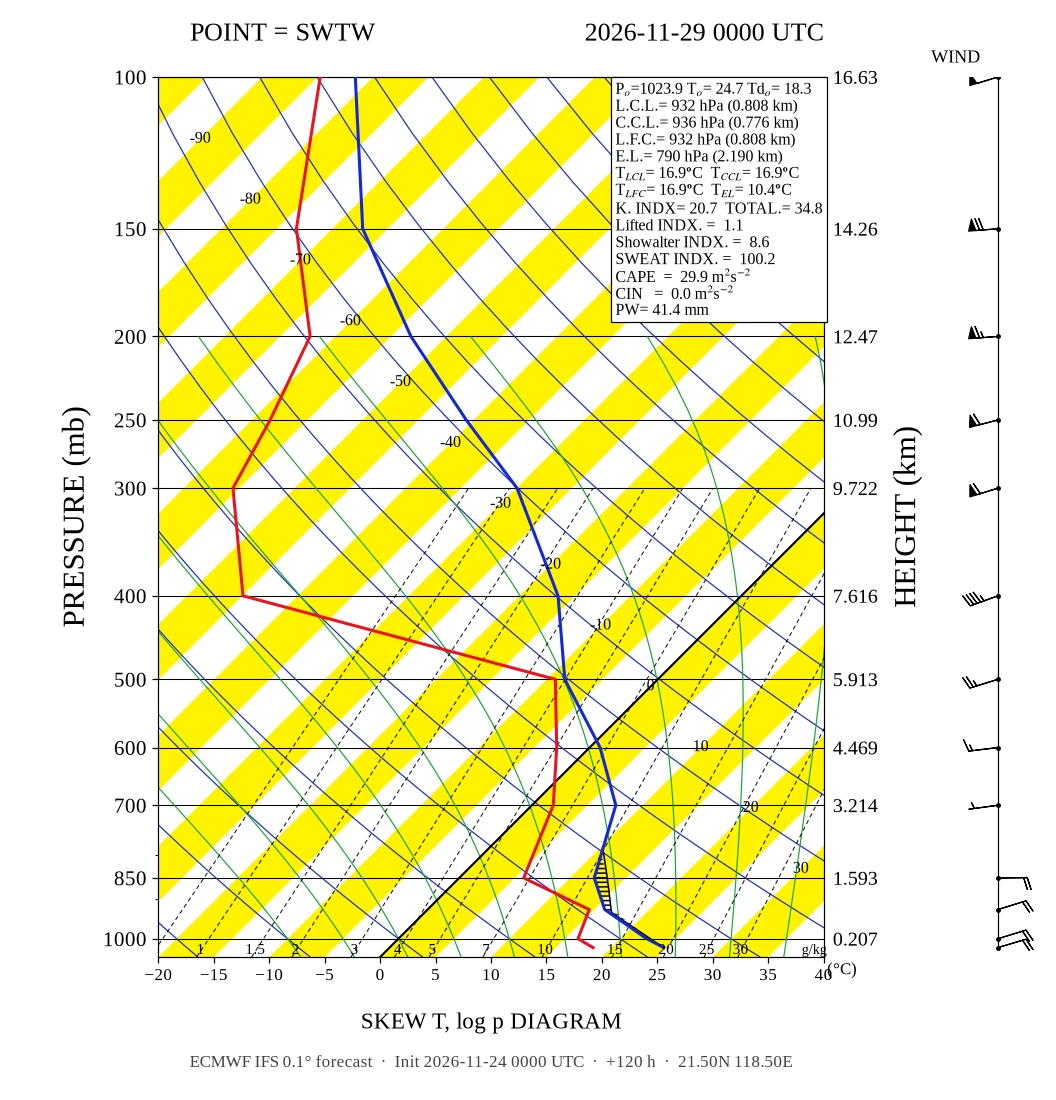 POINT = SWTW 2026-11-29 0000 UTC
WIND
100 16.63
Pₒ=1023.9 Tₒ= 24.7 Tdₒ= 18.3
L.C.L.= 932 hPa (0.808 km)
C.C.L.= 936 hPa (0.776 km)
L.F.C.= 932 hPa (0.808 km)
E.L.= 790 hPa (2.190 km)
T_LCL= 16.9°C T_CCL= 16.9°C
T_LFC= 16.9°C T_EL= 10.4°C
K. INDX= 20.7 TOTAL.= 34.8
Lifted INDX. = 1.1
Showalter INDX. = 8.6
SWEAT INDX. = 100.2
CAPE = 29.9 m²s⁻²
CIN = 0.0 m²s⁻²
PW= 41.4 mm
-90
-80
150 14.26
-70
-60
200 12.47
-50
250 10.99
-40
300 9.722
-30
PRESSURE (mb)
HEIGHT (km)
-20
400 7.616
-10
500 5.913
0
600 10 4.469
700 20 3.214
30
850 1.593
1000 0.207
1 1.5 2 3 4 5 7 10 15 20 25 30 g/kg
−20 −15 −10 −5 0 5 10 15 20 25 30 35 40 (°C)
SKEW T, log p DIAGRAM
ECMWF IFS 0.1° forecast · Init 2026-11-24 0000 UTC · +120 h · 21.50N 118.50E